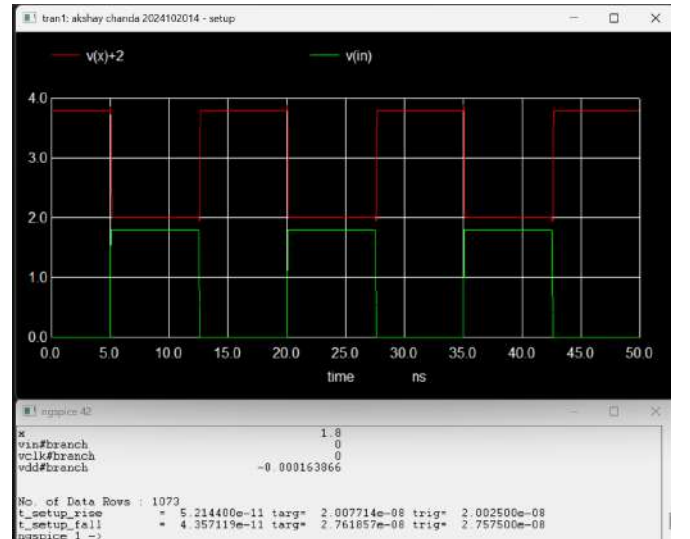 tran1: akshay chanda 2024102014 - setup
v(x)+2 v(in)
4.0
3.0
2.0
1.0
0.0
0.0 5.0 10.0 15.0 20.0 25.0 30.0 35.0 40.0 45.0 50.0
time ns
ngspice 42
x 1.8
vin#branch 0
vclk#branch 0
vdd#branch -0.000163866
No. of Data Rows : 1073
t_setup_rise = 5.214400e-11 targ= 2.007714e-08 trig= 2.002500e-08
t_setup_fall = 4.357119e-11 targ= 2.761857e-08 trig= 2.757500e-08
ngspice 1 ->